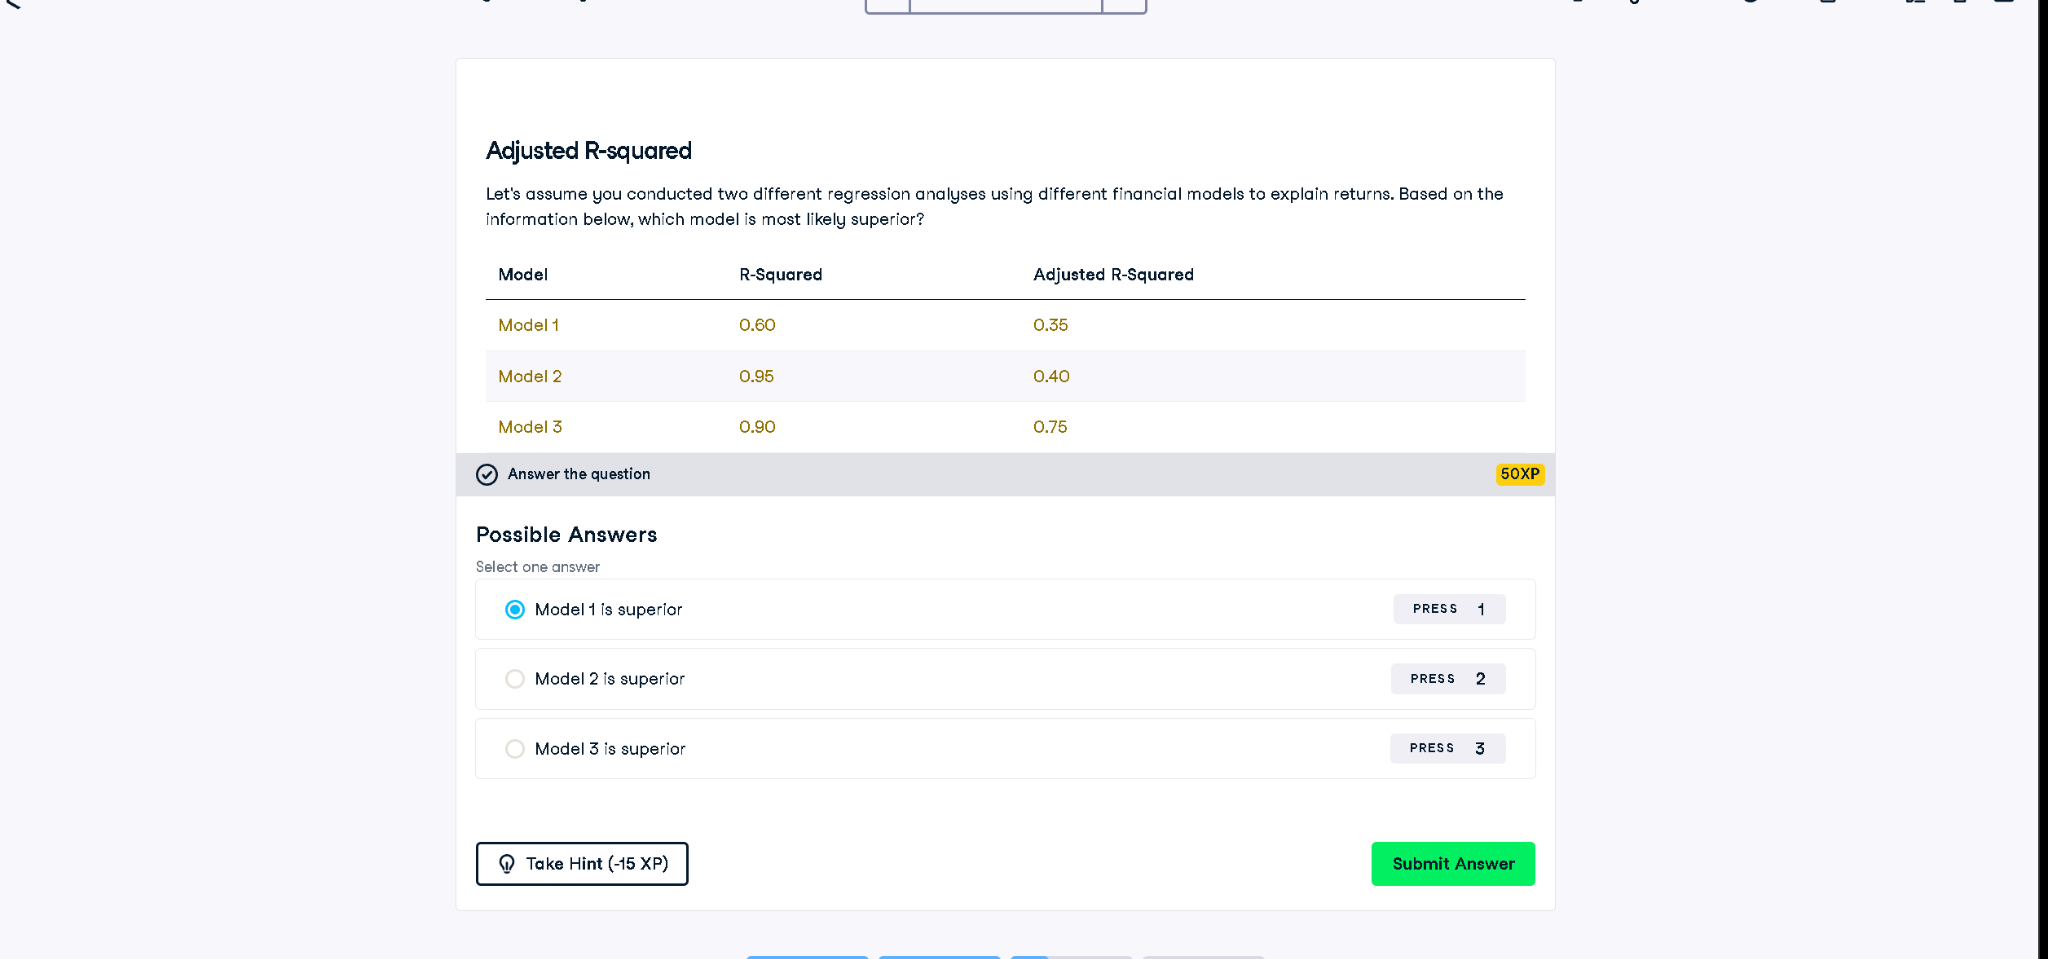 Adjusted R-squared
Let's assume you conducted two different regression analyses using different financial models to explain returns. Based on the
information below, which model is most likely superior?
Model R-Squared Adjusted R-Squared
Model 1 0.60 0.35
Model 2 0.95 0.40
Model 3 0.90 0.75
Answer the question 50XP
Possible Answers
Select one answer
Model 1 is superior PRESS 1
Model 2 is superior PRESS 2
Model 3 is superior PRESS 3
Take Hint (-15 XP) Submit Answer